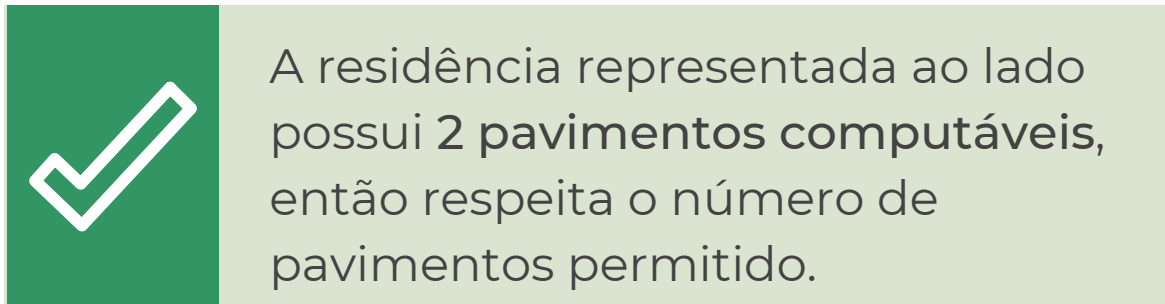 A residência representada ao lado
possui 2 pavimentos computáveis,
então respeita o número de
pavimentos permitido.